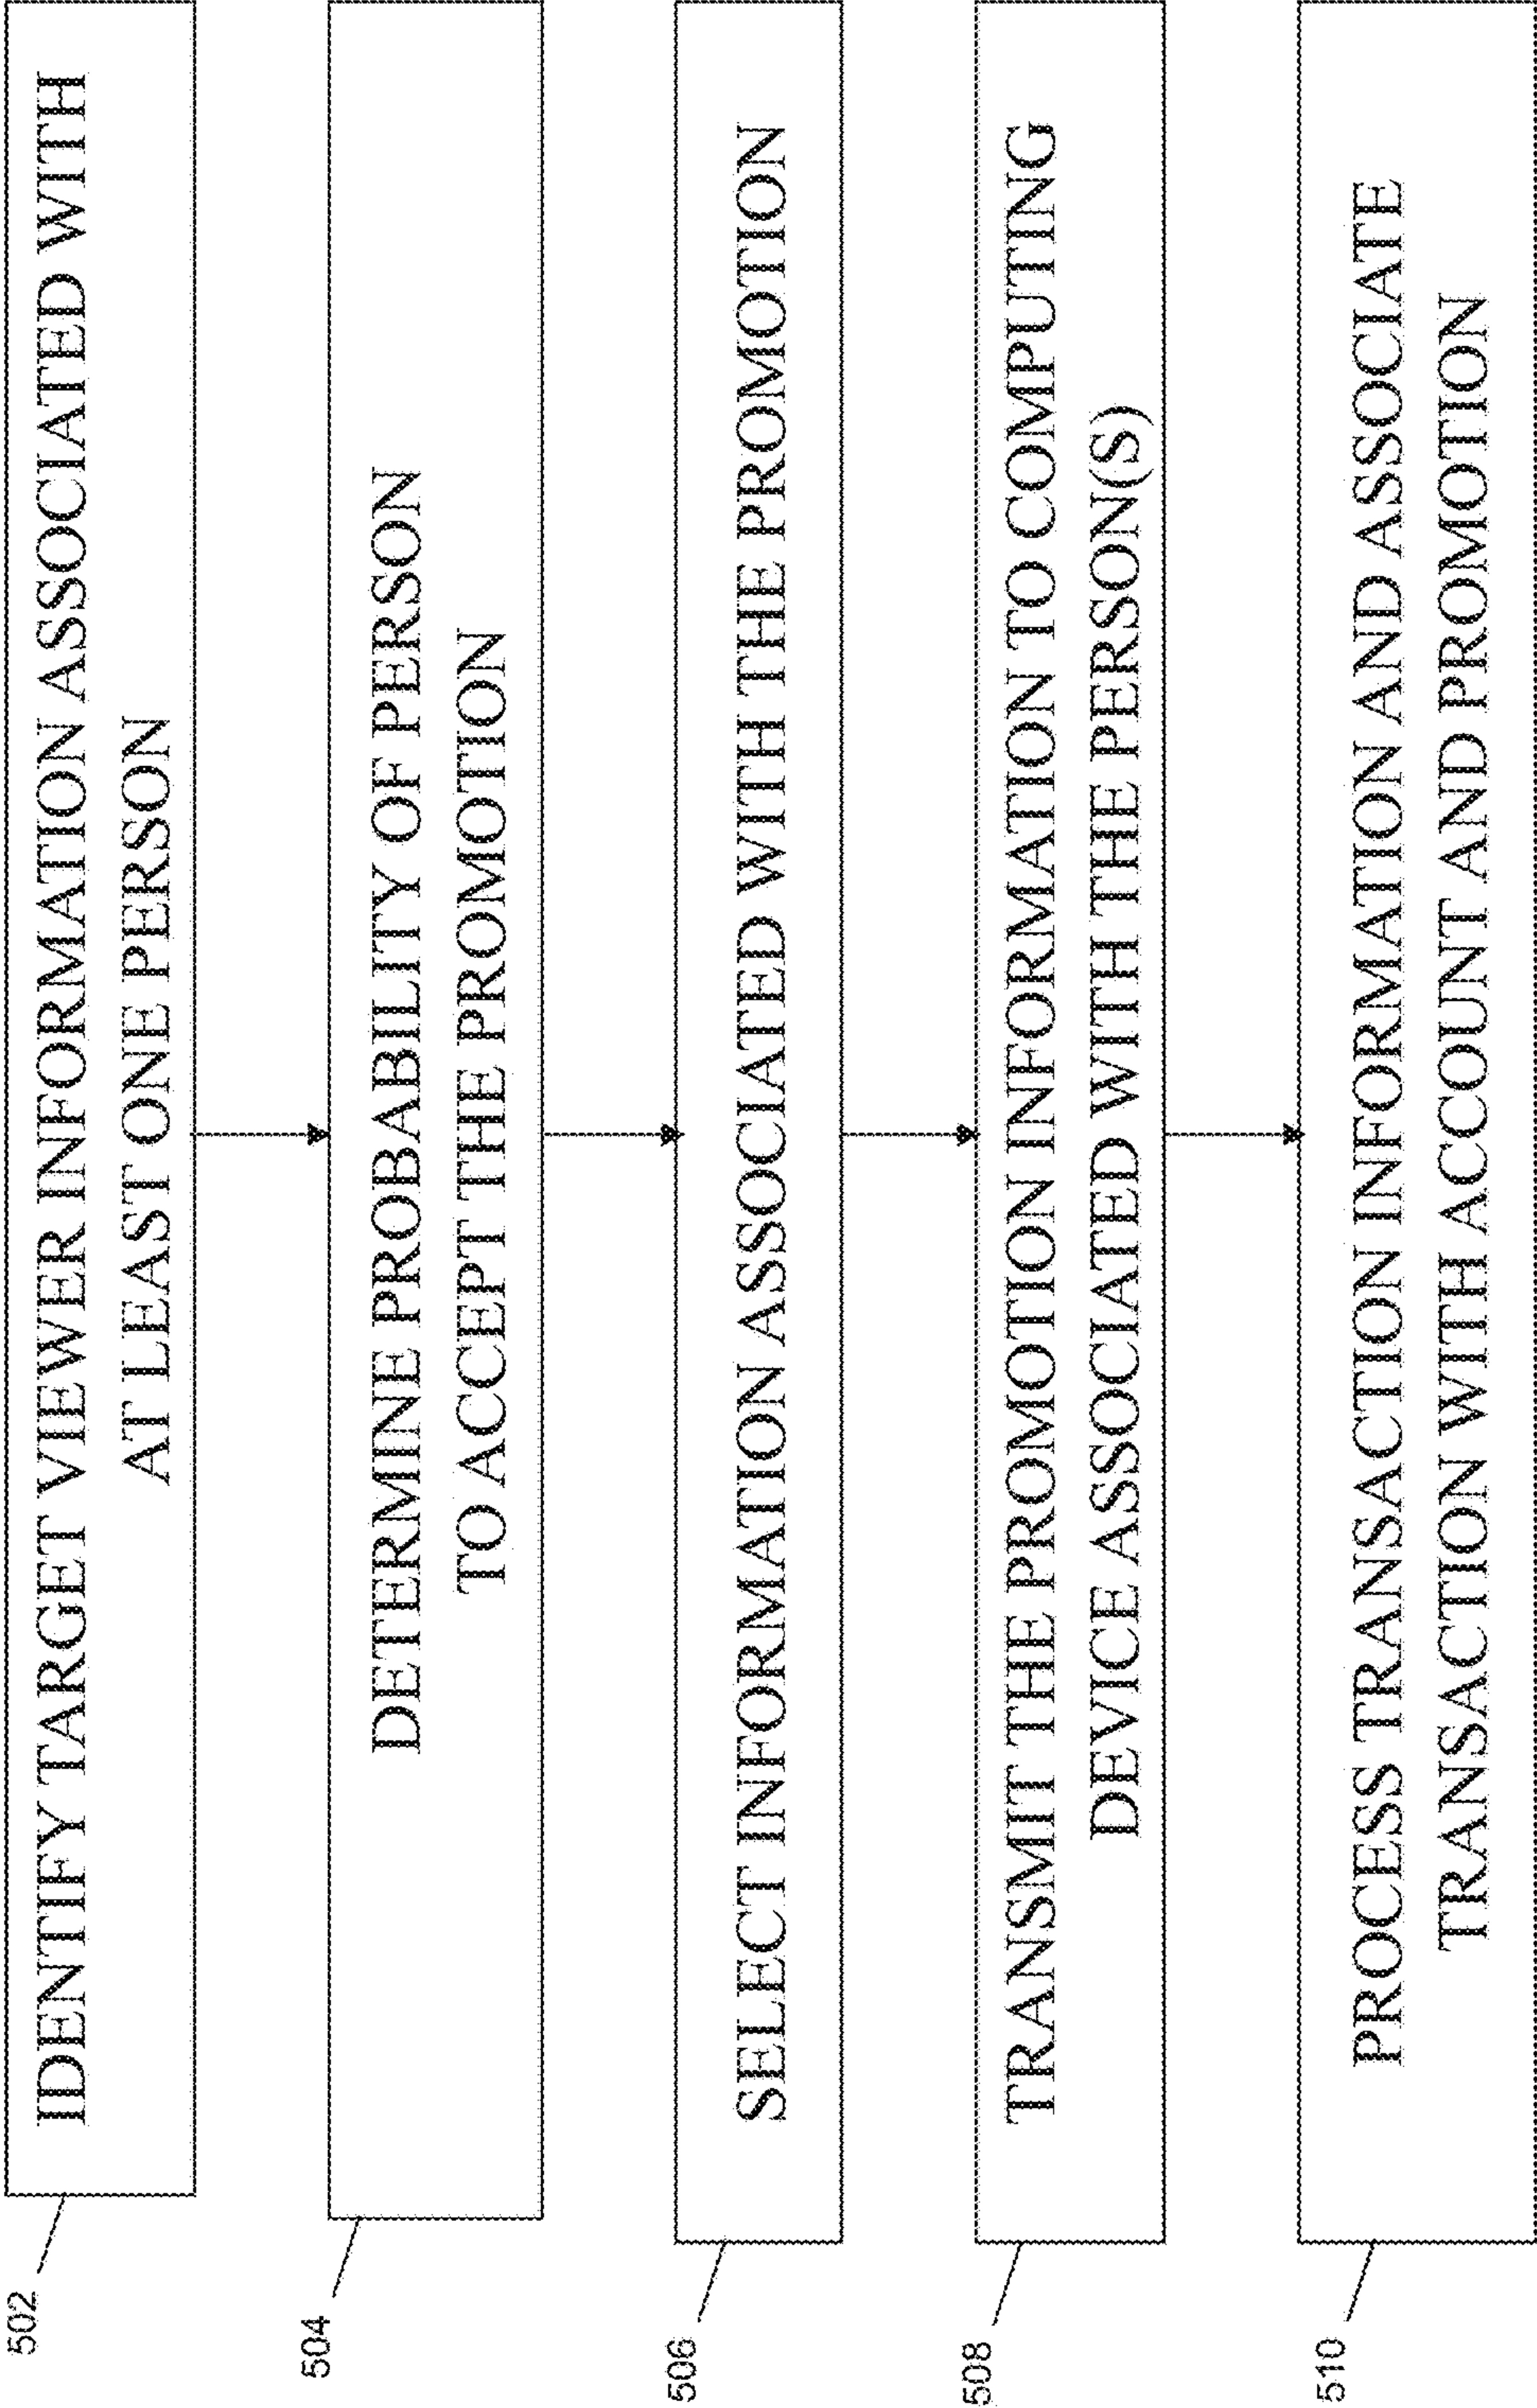 502
IDENTIFY TARGET VIEWER INFORMATION ASSOCIATED WITH
AT LEAST ONE PERSON
504
DETERMINE PROBABILITY OF PERSON
TO ACCEPT THE PROMOTION
506
SELECT INFORMATION ASSOCIATED WITH THE PROMOTION
508
TRANSMIT THE PROMOTION INFORMATION TO COMPUTING
DEVICE ASSOCIATED WITH THE PERSON(S)
510
PROCESS TRANSACTION INFORMATION AND ASSOCIATE
TRANSACTION WITH ACCOUNT AND PROMOTION